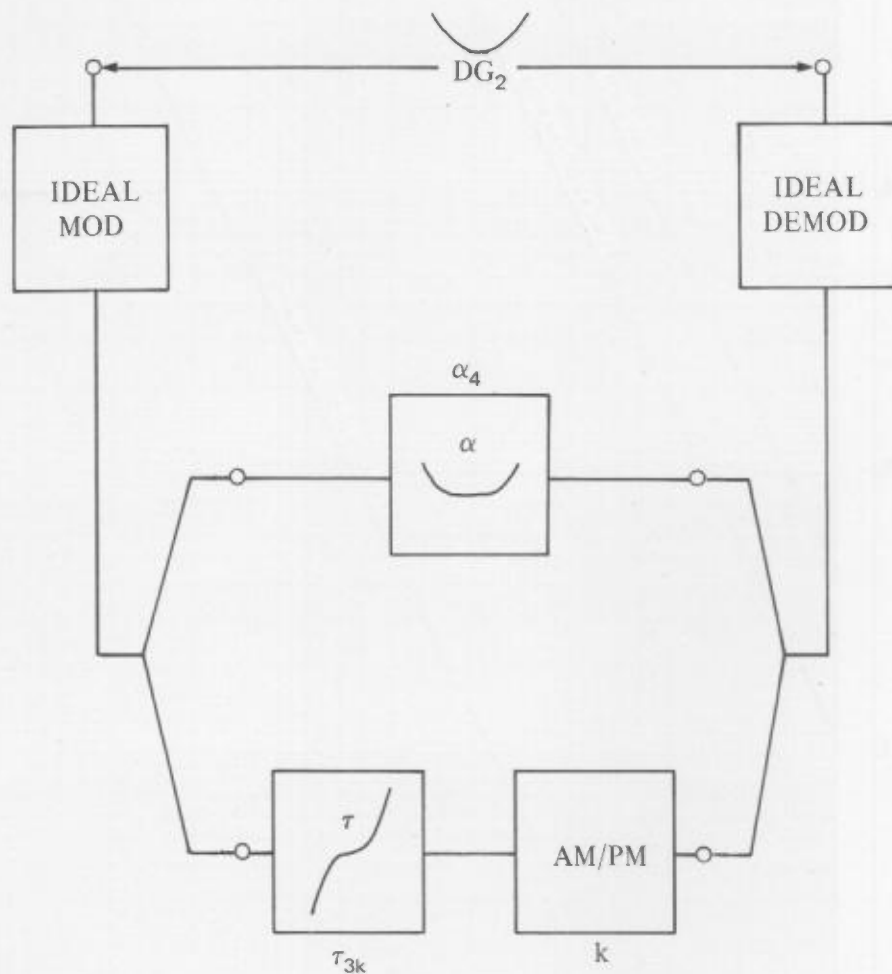 DG₂
IDEAL
MOD
IDEAL
DEMOD
α₄
α
τ
AM/PM
τ₃ₖ
k